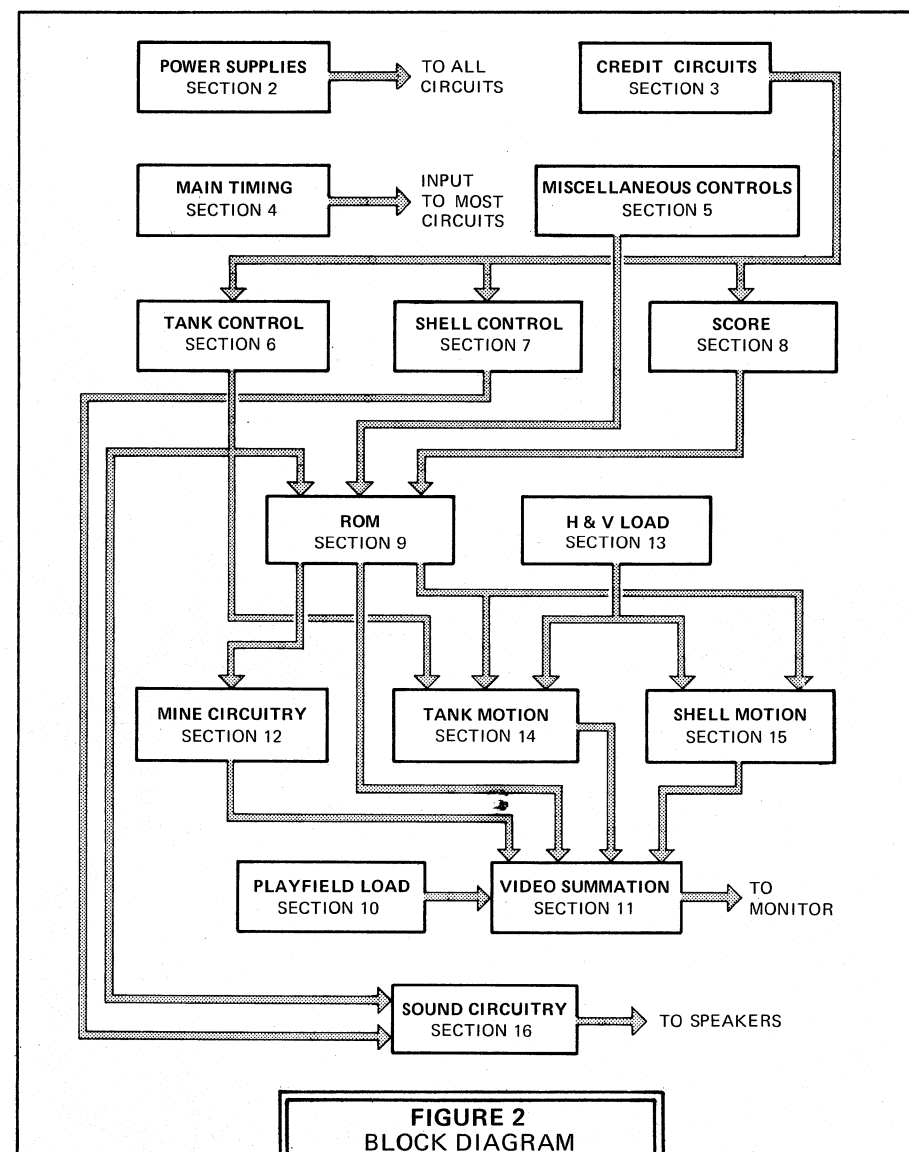 POWER SUPPLIES
SECTION 2
TO ALL
CIRCUITS
CREDIT CIRCUITS
SECTION 3
MAIN TIMING
SECTION 4
INPUT
TO MOST
CIRCUITS
MISCELLANEOUS CONTROLS
SECTION 5
TANK CONTROL
SECTION 6
SHELL CONTROL
SECTION 7
SCORE
SECTION 8
ROM
SECTION 9
H & V LOAD
SECTION 13
MINE CIRCUITRY
SECTION 12
TANK MOTION
SECTION 14
SHELL MOTION
SECTION 15
PLAYFIELD LOAD
SECTION 10
VIDEO SUMMATION
SECTION 11
TO
MONITOR
SOUND CIRCUITRY
SECTION 16
TO SPEAKERS
FIGURE 2
BLOCK DIAGRAM